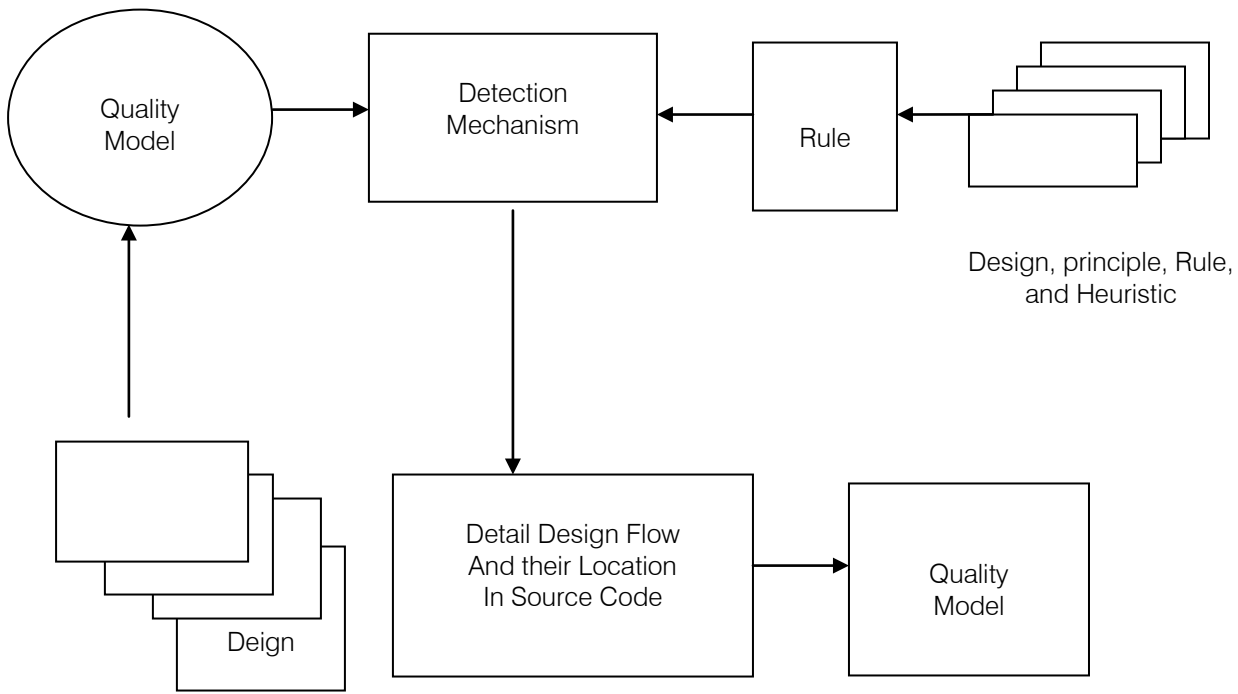 Quality
Model
Detection
Mechanism
Rule
Design, principle, Rule,
and Heuristic
Deign
Detail Design Flow
And their Location
In Source Code
Quality
Model